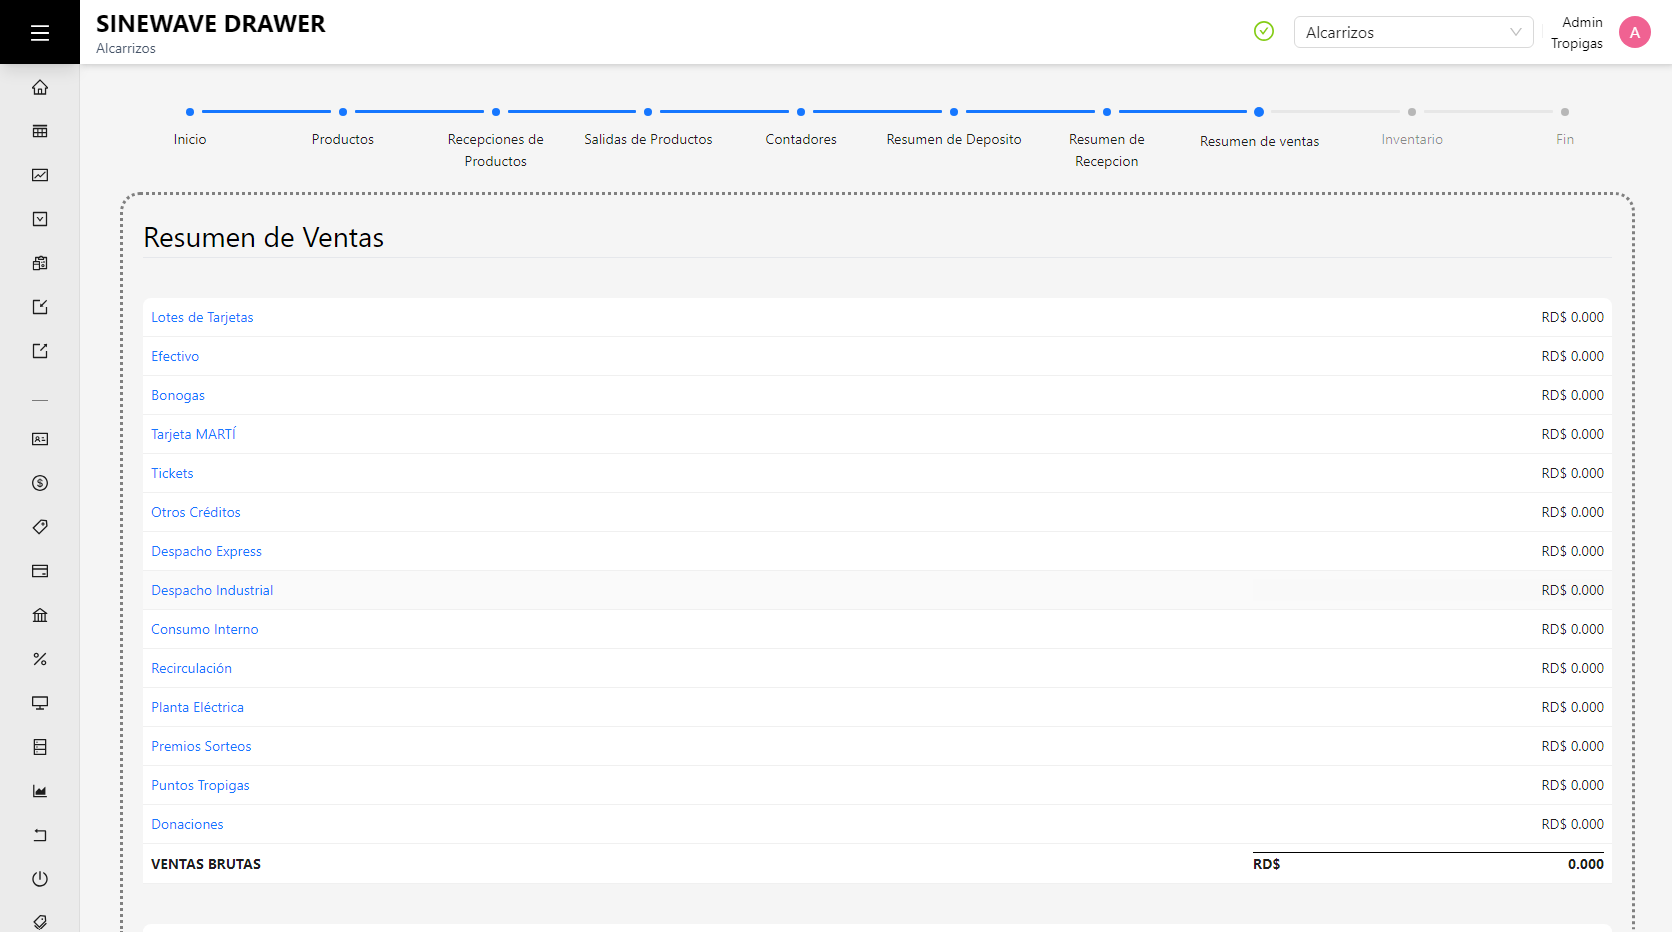 SINEWAVE DRAWER
Alcarrizos
Alcarrizos
Admin
Tropigas
A
Inicio
Productos
Recepciones de
Productos
Salidas de Productos
Contadores
Resumen de Deposito
Resumen de
Recepcion
Resumen de ventas
Inventario
Fin
Resumen de Ventas
Lotes de Tarjetas RD$ 0.000
Efectivo RD$ 0.000
Bonogas RD$ 0.000
Tarjeta MARTÍ RD$ 0.000
Tickets RD$ 0.000
Otros Créditos RD$ 0.000
Despacho Express RD$ 0.000
Despacho Industrial RD$ 0.000
Consumo Interno RD$ 0.000
Recirculación RD$ 0.000
Planta Eléctrica RD$ 0.000
Premios Sorteos RD$ 0.000
Puntos Tropigas RD$ 0.000
Donaciones RD$ 0.000
VENTAS BRUTAS RD$ 0.000